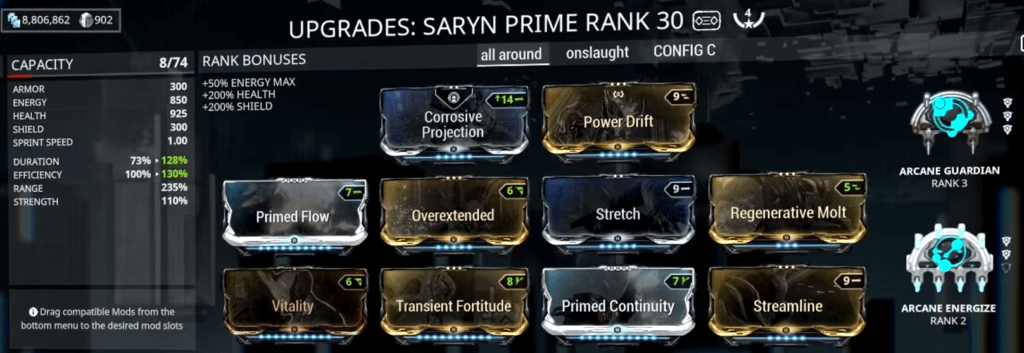 8,806,862 902
UPGRADES: SARYN PRIME RANK 30 4
all around onslaught CONFIG C
CAPACITY 8/74
ARMOR 300
ENERGY 850
HEALTH 925
SHIELD 300
SPRINT SPEED 1.00
DURATION 73% 128%
EFFICIENCY 100% 130%
RANGE 235%
STRENGTH 110%
Drag compatible Mods from the
bottom menu to the desired mod slots
RANK BONUSES
+50% ENERGY MAX
+200% HEALTH
+200% SHIELD
14
Corrosive
Projection
9
Power Drift
7
Primed Flow
6
Overextended
9
Stretch
5
Regenerative Molt
6
Vitality
8
Transient Fortitude
7
Primed Continuity
9
Streamline
ARCANE GUARDIAN
RANK 3
ARCANE ENERGIZE
RANK 2